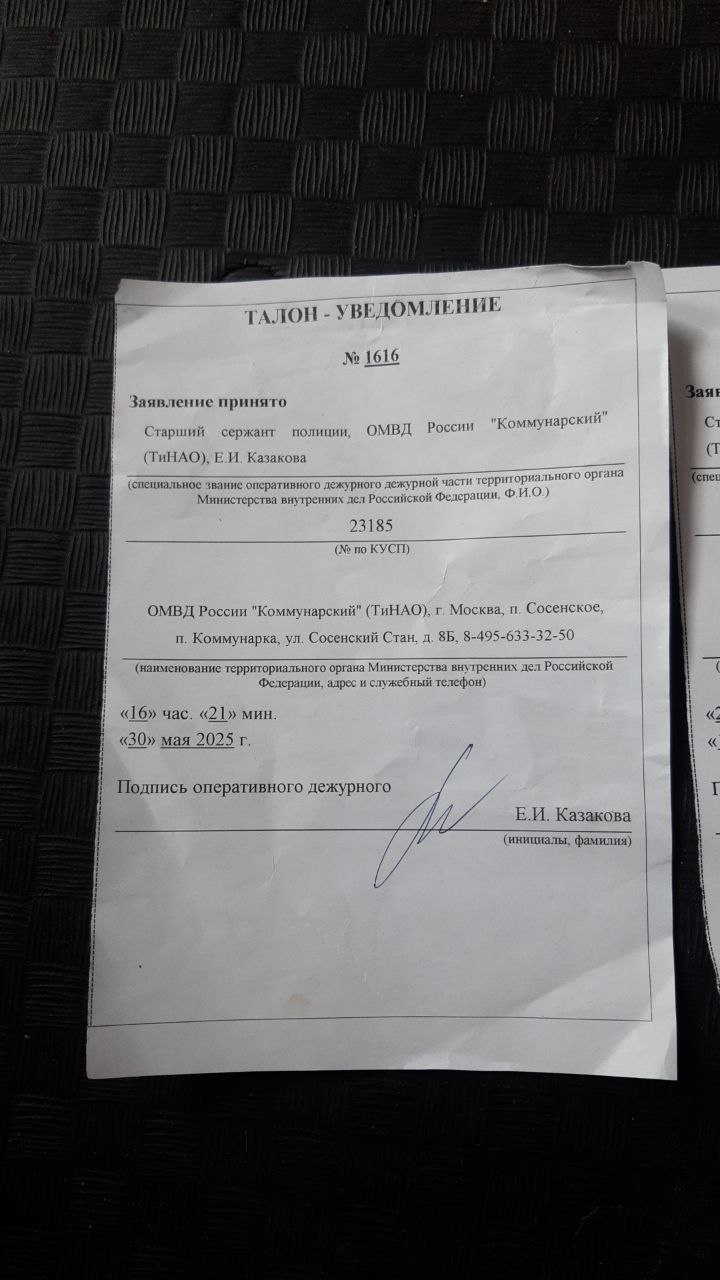 ТАЛОН - УВЕДОМЛЕНИЕ
№ 1616
Заявление принято
Старший сержант полиции, ОМВД России "Коммунарский"
(ТиНАО), Е.И. Казакова
(специальное звание оперативного дежурного дежурной части территориального органа
Министерства внутренних дел Российской Федерации, Ф.И.О.)
23185
(№ по КУСП)
ОМВД России "Коммунарский" (ТиНАО), г. Москва, п. Сосенское,
п. Коммунарка, ул. Сосенский Стан, д. 8Б, 8-495-633-32-50
(наименование территориального органа Министерства внутренних дел Российской
Федерации, адрес и служебный телефон)
«16» час. «21» мин.
«30» мая 2025 г.
Подпись оперативного дежурного
Е.И. Казакова
(инициалы, фамилия)